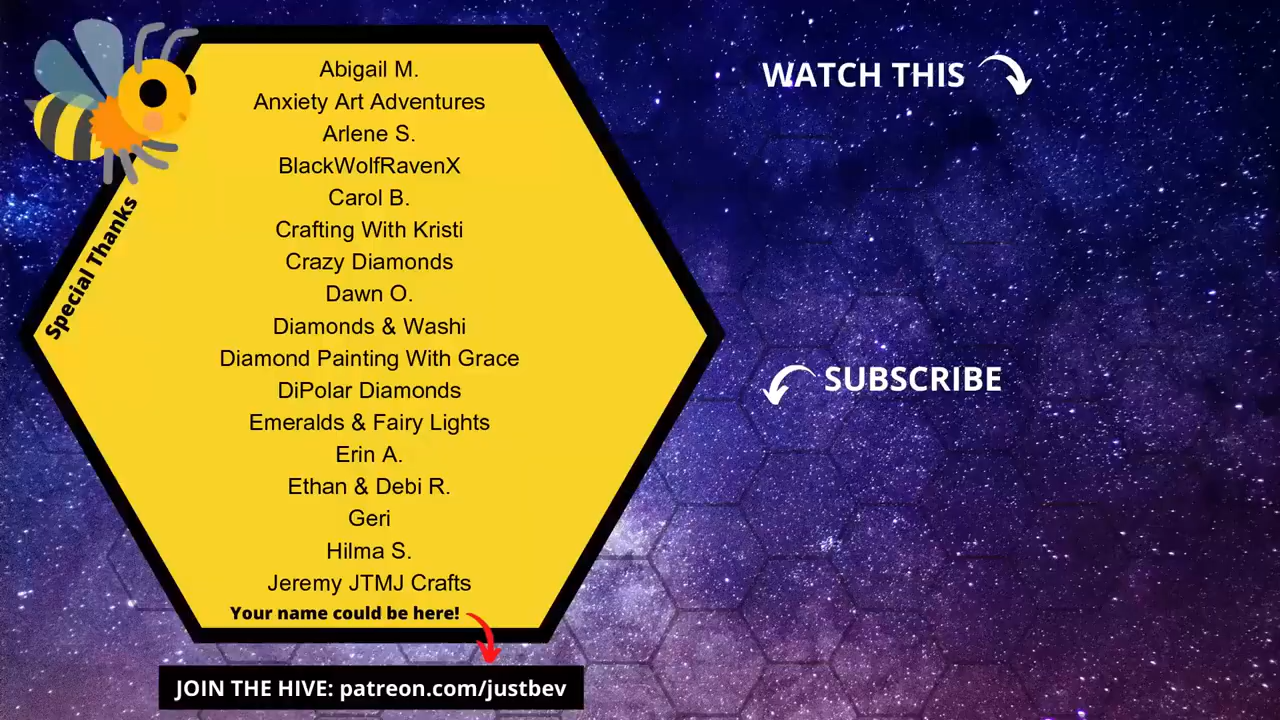 Special Thanks
Abigail M.
Anxiety Art Adventures
Arlene S.
BlackWolfRavenX
Carol B.
Crafting With Kristi
Crazy Diamonds
Dawn O.
Diamonds & Washi
Diamond Painting With Grace
DiPolar Diamonds
Emeralds & Fairy Lights
Erin A.
Ethan & Debi R.
Geri
Hilma S.
Jeremy JTMJ Crafts
Your name could be here!
JOIN THE HIVE: patreon.com/justbev
WATCH THIS
SUBSCRIBE